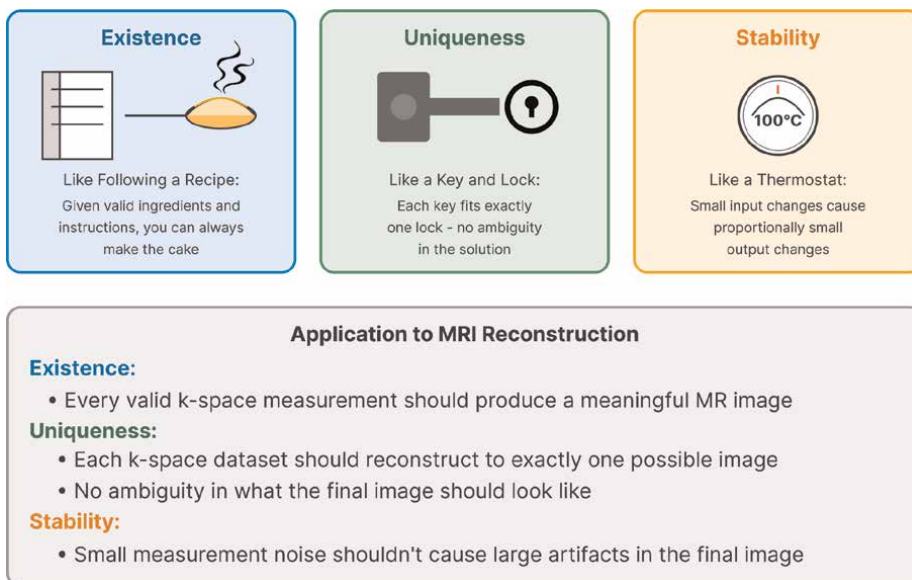 Existence
Like Following a Recipe:
Given valid ingredients and
instructions, you can always
make the cake
Uniqueness
Like a Key and Lock:
Each key fits exactly
one lock - no ambiguity
in the solution
Stability
100°C
Like a Thermostat:
Small input changes cause
proportionally small
output changes
Application to MRI Reconstruction
Existence:
• Every valid k-space measurement should produce a meaningful MR image
Uniqueness:
• Each k-space dataset should reconstruct to exactly one possible image
• No ambiguity in what the final image should look like
Stability:
• Small measurement noise shouldn't cause large artifacts in the final image